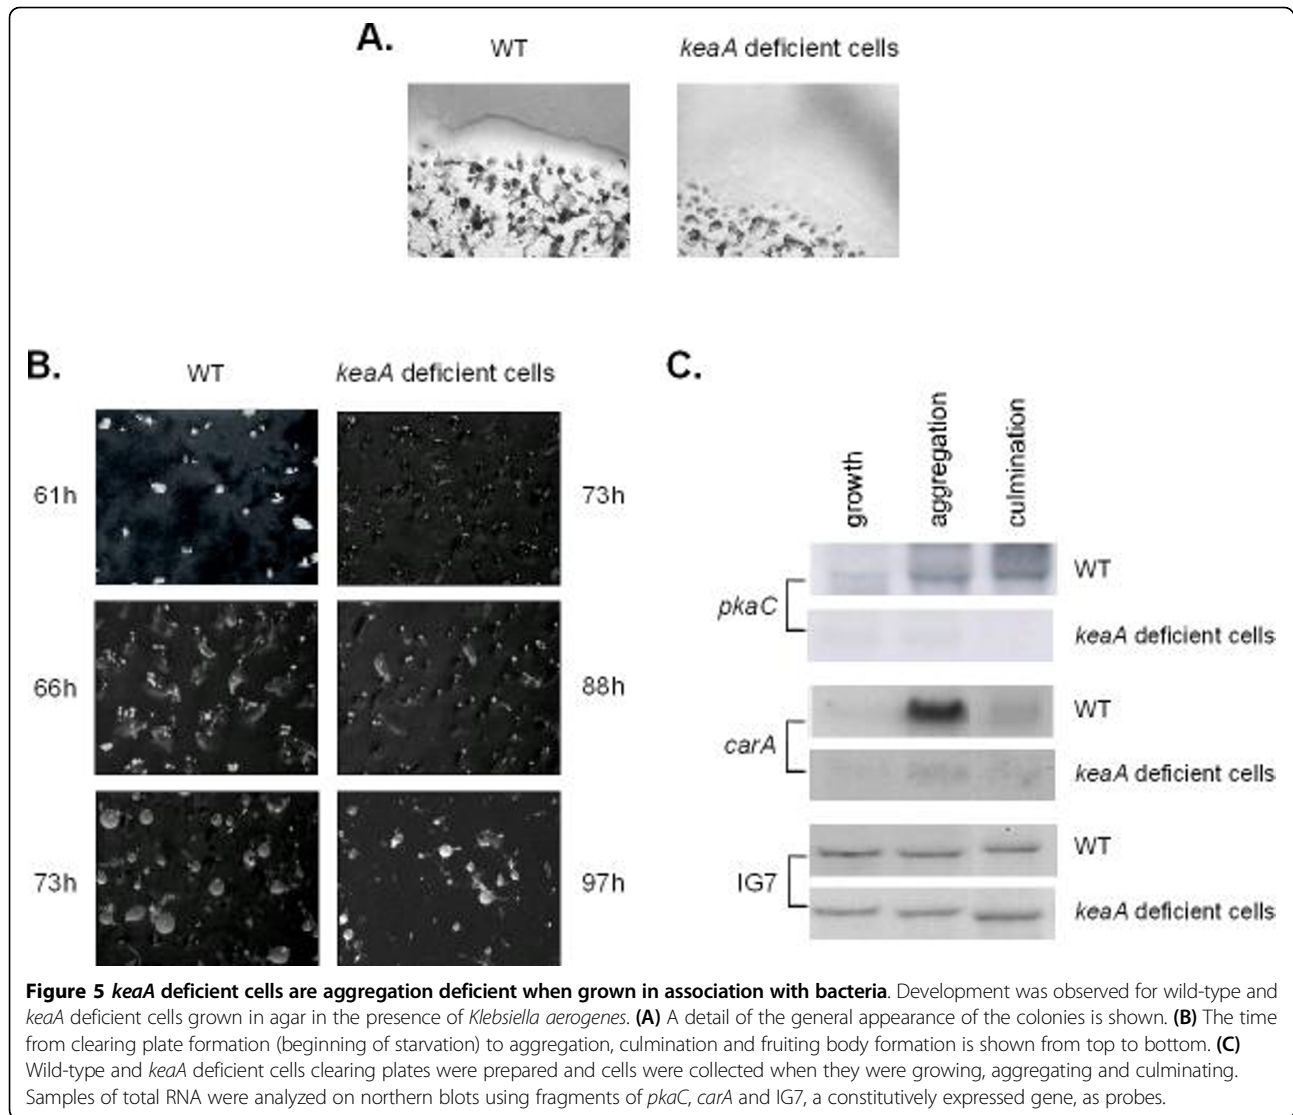 A.
WT keaA deficient cells
B.
WT keaA deficient cells
61h 73h
66h 88h
73h 97h
C.
growth aggregation culmination
WT
pkaC
keaA deficient cells
WT
carA
keaA deficient cells
WT
IG7
keaA deficient cells
Figure 5 keaA deficient cells are aggregation deficient when grown in association with bacteria. Development was observed for wild-type and
keaA deficient cells grown in agar in the presence of Klebsiella aerogenes. (A) A detail of the general appearance of the colonies is shown. (B) The time
from clearing plate formation (beginning of starvation) to aggregation, culmination and fruiting body formation is shown from top to bottom. (C)
Wild-type and keaA deficient cells clearing plates were prepared and cells were collected when they were growing, aggregating and culminating.
Samples of total RNA were analyzed on northern blots using fragments of pkaC, carA and IG7, a constitutively expressed gene, as probes.